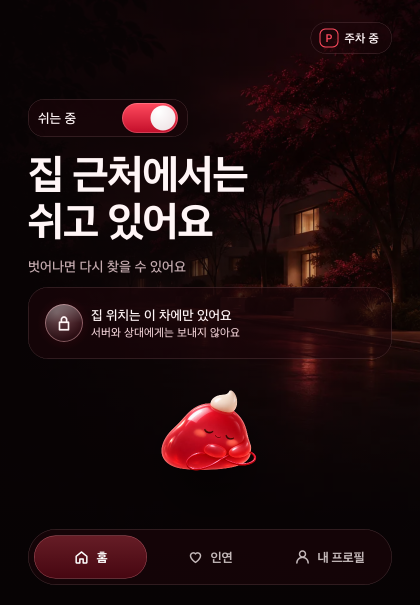 P 주차 중
쉬는 중
집 근처에서는
쉬고 있어요
벗어나면 다시 찾을 수 있어요
집 위치는 이 차에만 있어요
서버와 상대에게는 보내지 않아요
홈 인연 내 프로필